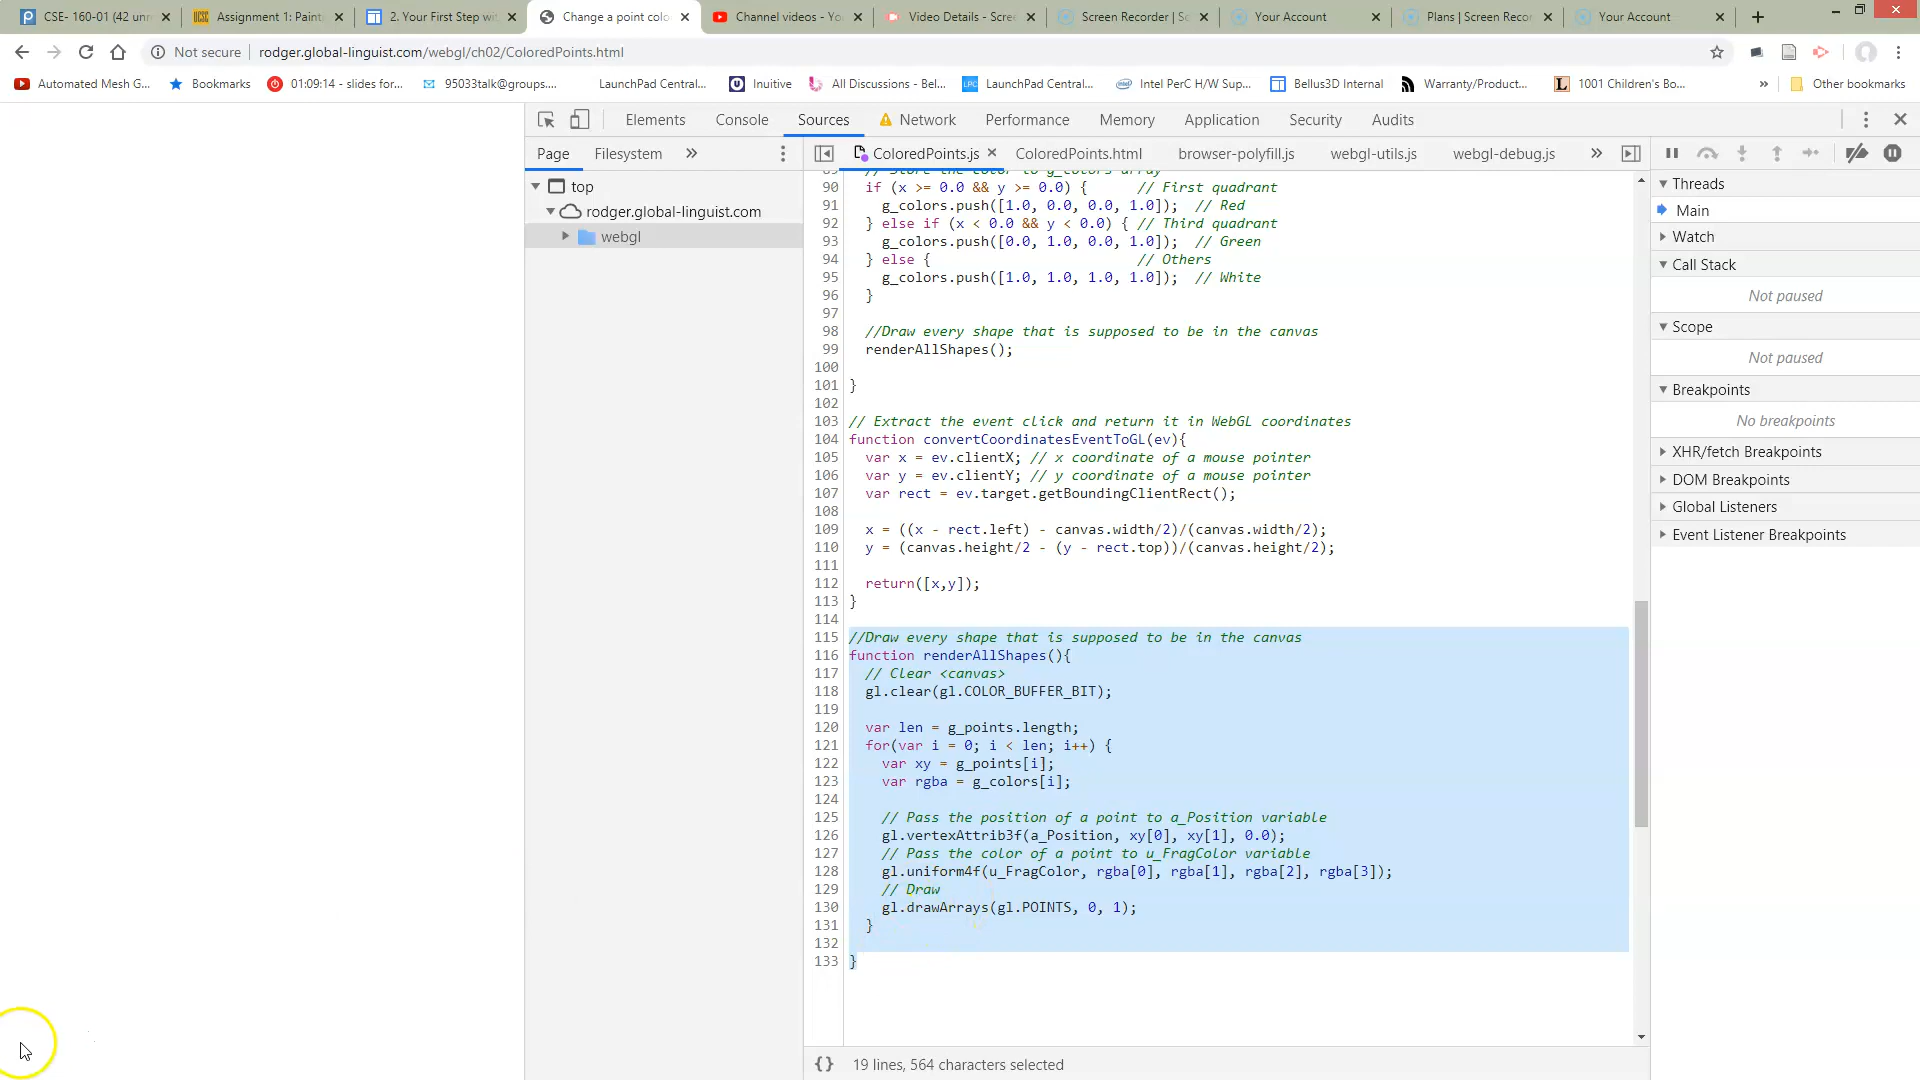 CSE- 160-01 (42 unr
Assignment 1: Paint
2. Your First Step wi
Change a point colo
Channel videos - Yo
Video Details - Scree
Screen Recorder | Sc
Your Account
Plans | Screen Reco
Your Account
Not secure
rodger.global-linguist.com/webgl/ch02/ColoredPoints.html
Automated Mesh G...
Bookmarks
01:09:14 - slides for...
95033talk@groups....
LaunchPad Central...
Inuitive
All Discussions - Bel...
LaunchPad Central...
Intel PerC H/W Sup...
Bellus3D Internal
Warranty/Product...
1001 Children's Bo...
»
Other bookmarks
Elements
Console
Sources
Network
Performance
Memory
Application
Security
Audits
Page
Filesystem
»
ColoredPoints.js
ColoredPoints.html
browser-polyfill.js
webgl-utils.js
webgl-debug.js
»
top
rodger.global-linguist.com
webgl
89 // Store the color to g_colors array
90 if (x >= 0.0 && y >= 0.0) { // First quadrant
91 g_colors.push([1.0, 0.0, 0.0, 1.0]); // Red
92 } else if (x < 0.0 && y < 0.0) { // Third quadrant
93 g_colors.push([0.0, 1.0, 0.0, 1.0]); // Green
94 } else { // Others
95 g_colors.push([1.0, 1.0, 1.0, 1.0]); // White
96 }
97
98 //Draw every shape that is supposed to be in the canvas
99 renderAllShapes();
100
101 }
102
103 // Extract the event click and return it in WebGL coordinates
104 function convertCoordinatesEventToGL(ev){
105 var x = ev.clientX; // x coordinate of a mouse pointer
106 var y = ev.clientY; // y coordinate of a mouse pointer
107 var rect = ev.target.getBoundingClientRect();
108
109 x = ((x - rect.left) - canvas.width/2)/(canvas.width/2);
110 y = (canvas.height/2 - (y - rect.top))/(canvas.height/2);
111
112 return([x,y]);
113 }
114
115 //Draw every shape that is supposed to be in the canvas
116 function renderAllShapes(){
117 // Clear <canvas>
118 gl.clear(gl.COLOR_BUFFER_BIT);
119
120 var len = g_points.length;
121 for(var i = 0; i < len; i++) {
122 var xy = g_points[i];
123 var rgba = g_colors[i];
124
125 // Pass the position of a point to a_Position variable
126 gl.vertexAttrib3f(a_Position, xy[0], xy[1], 0.0);
127 // Pass the color of a point to u_FragColor variable
128 gl.uniform4f(u_FragColor, rgba[0], rgba[1], rgba[2], rgba[3]);
129 // Draw
130 gl.drawArrays(gl.POINTS, 0, 1);
131 }
132
133 }
{} 19 lines, 564 characters selected
Threads
Main
Watch
Call Stack
Not paused
Scope
Not paused
Breakpoints
No breakpoints
XHR/fetch Breakpoints
DOM Breakpoints
Global Listeners
Event Listener Breakpoints